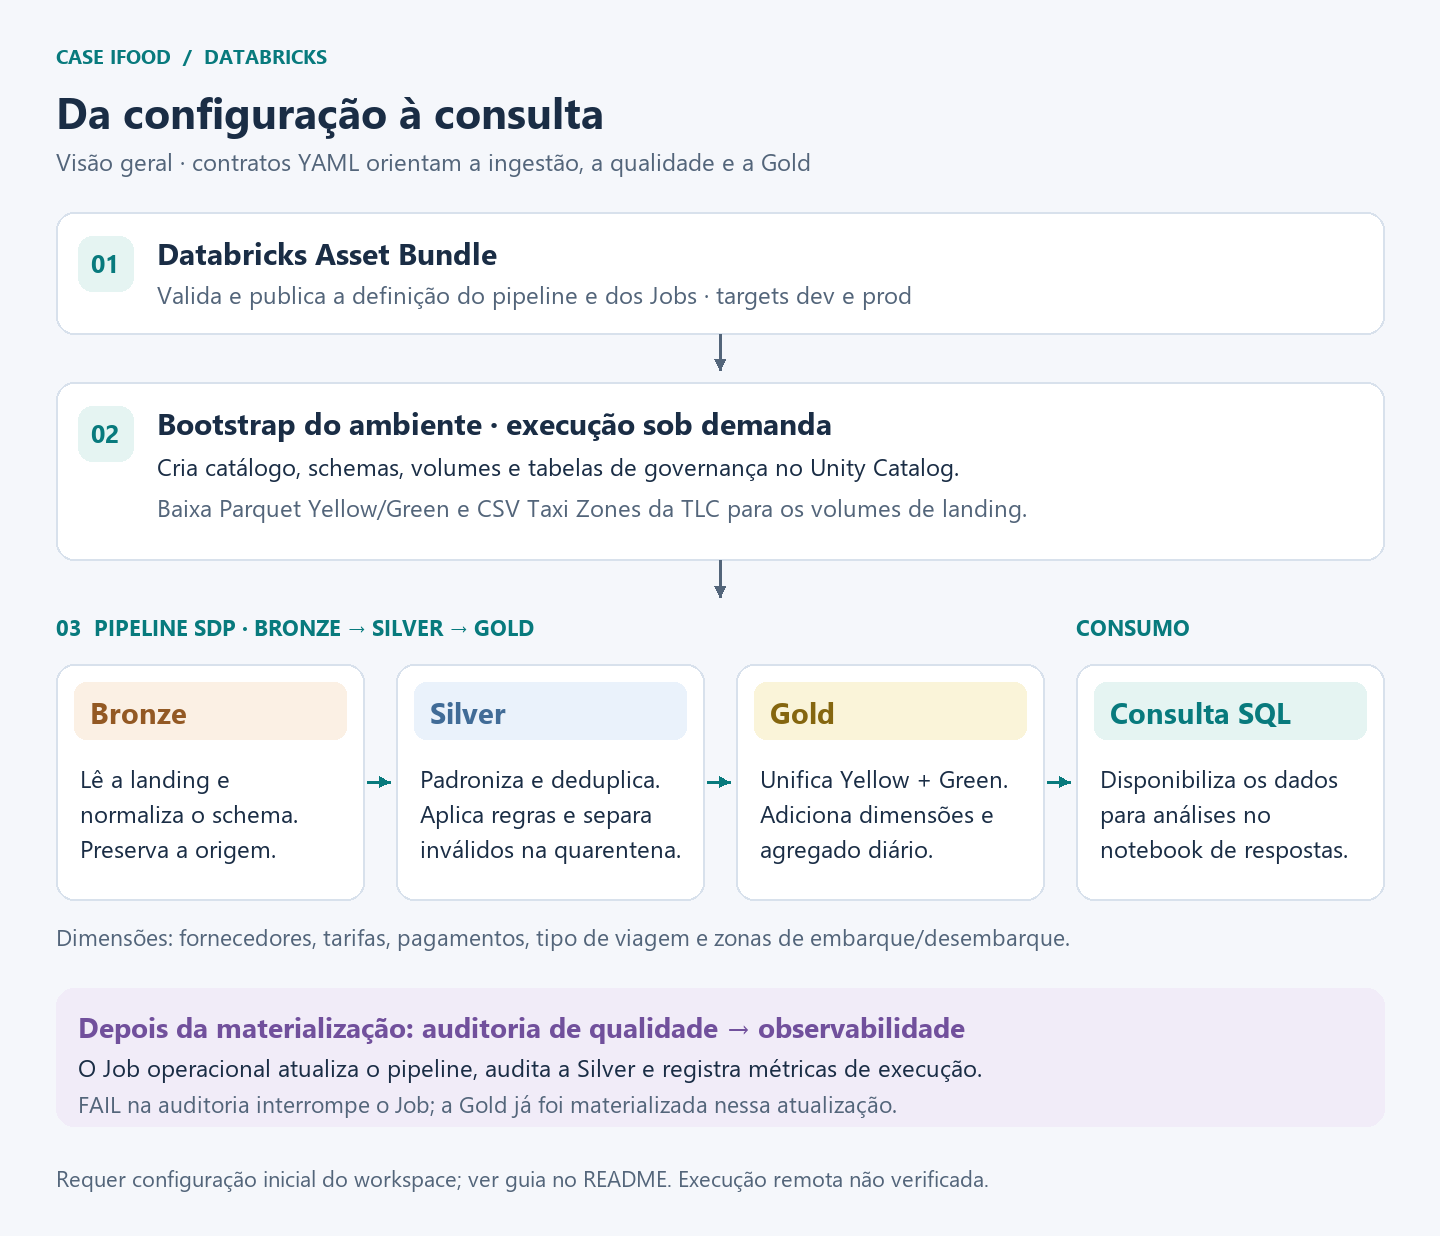 CASE IFOOD / DATABRICKS
Da configuração à consulta
Visão geral · contratos YAML orientam a ingestão, a qualidade e a Gold
01
Databricks Asset Bundle
Valida e publica a definição do pipeline e dos Jobs · targets dev e prod
02
Bootstrap do ambiente · execução sob demanda
Cria catálogo, schemas, volumes e tabelas de governança no Unity Catalog.
Baixa Parquet Yellow/Green e CSV Taxi Zones da TLC para os volumes de landing.
03 PIPELINE SDP · BRONZE → SILVER → GOLD
CONSUMO
Bronze
Lê a landing e
normaliza o schema.
Preserva a origem.
Silver
Padroniza e deduplica.
Aplica regras e separa
inválidos na quarentena.
Gold
Unifica Yellow + Green.
Adiciona dimensões e
agregado diário.
Consulta SQL
Disponibiliza os dados
para análises no
notebook de respostas.
Dimensões: fornecedores, tarifas, pagamentos, tipo de viagem e zonas de embarque/desembarque.
Depois da materialização: auditoria de qualidade → observabilidade
O Job operacional atualiza o pipeline, audita a Silver e registra métricas de execução.
FAIL na auditoria interrompe o Job; a Gold já foi materializada nessa atualização.
Requer configuração inicial do workspace; ver guia no README. Execução remota não verificada.